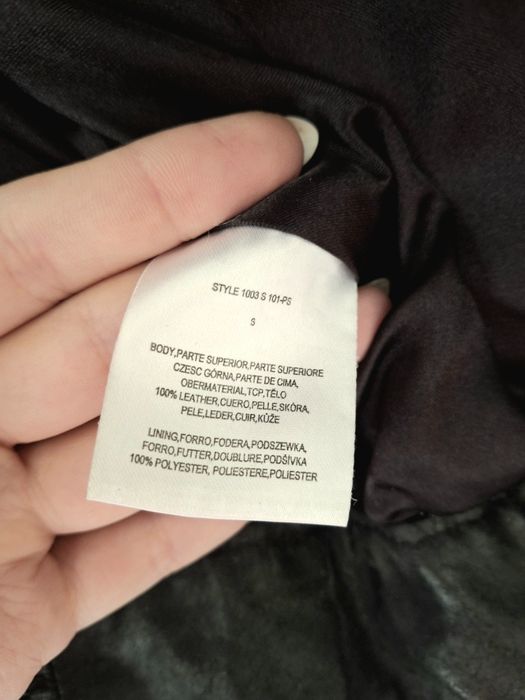 STYLE 1003 S 101-PS
S
BODY,PARTE SUPERIOR,PARTE SUPERIORE
CZESC GÓRNA,PARTE DE CIMA,
OBERMATERIAL,TCP,TĚLO
100% LEATHER,CUERO,PELLE,SKÓRA,
PELE,LEDER,CUIR,KŮŽE
LINING,FORRO,FODERA,PODSZEWKA,
FORRO,FUTTER,DOUBLURE,PODŠÍVKA
100% POLYESTER, POLIESTERE,POLIESTER